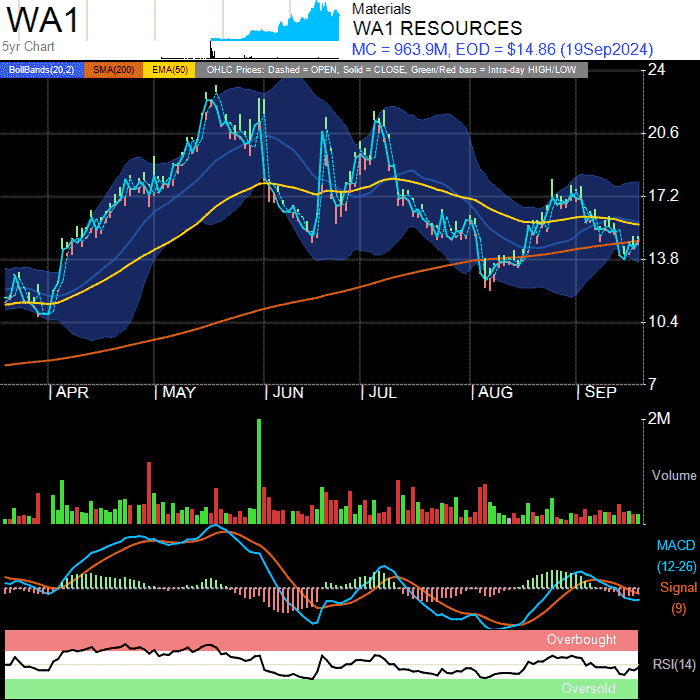 WA1
5yr Chart
Materials
WA1 RESOURCES
MC = 963.9M, EOD = $14.86 (19Sep2024)
BollBands(20,2) SMA(200) EMA(50) OHLC Prices: Dashed = OPEN, Solid = CLOSE, Green/Red bars = Intra-day HIGH/LOW
24
20.6
17.2
13.8
10.4
7
APR MAY JUN JUL AUG SEP
2M
Volume
MACD
(12-26)
Signal
(9)
Overbought
RSI(14)
Oversold